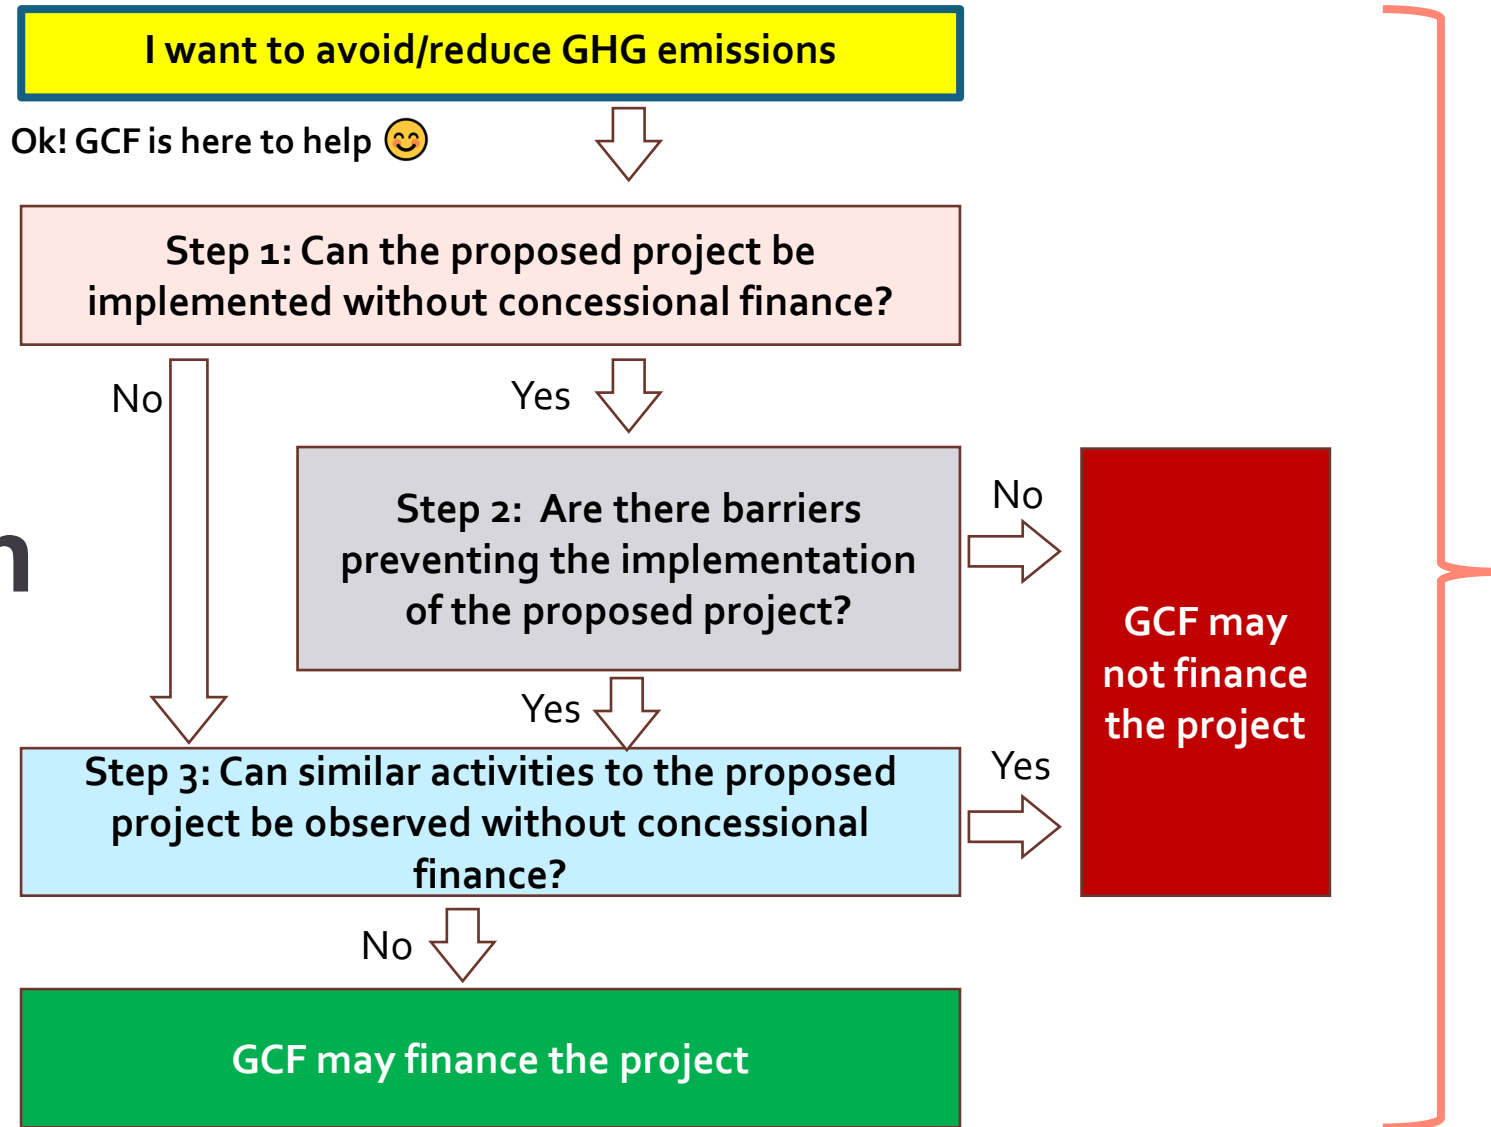 I want to avoid/reduce GHG emissions
Ok! GCF is here to help 😊
Step 1: Can the proposed project be
implemented without concessional finance?
No
Yes
Step 2: Are there barriers
preventing the implementation
of the proposed project?
No
GCF may
not finance
the project
Yes
Step 3: Can similar activities to the proposed
project be observed without concessional
finance?
Yes
No
GCF may finance the project